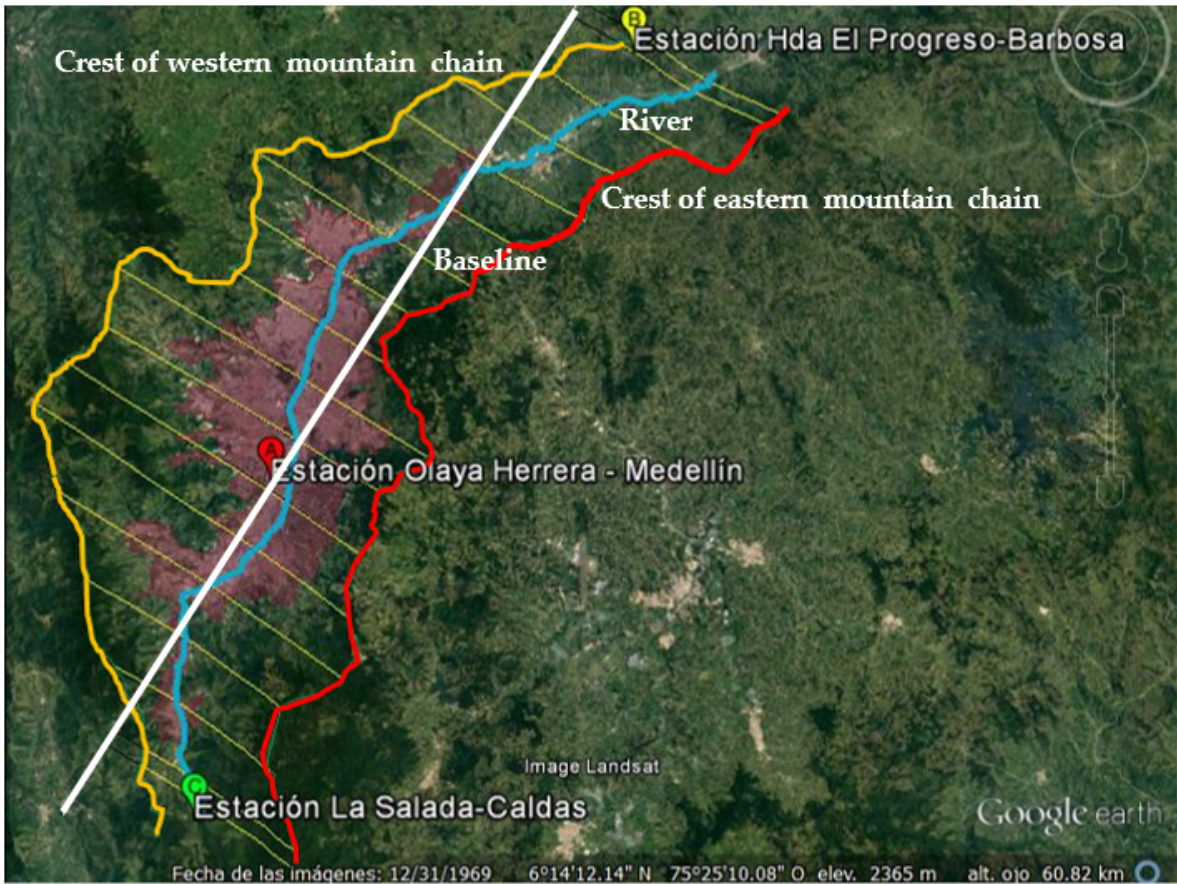 B
Estación Hda El Progreso-Barbosa
Crest of western mountain chain
River
Crest of eastern mountain chain
Baseline
A
Estación Olaya Herrera - Medellín
Image Landsat
C
Estación La Salada-Caldas
Google earth
Fecha de las imágenes: 12/31/1969 6°14'12.14" N 75°25'10.08" O elev. 2365 m alt. ojo 60.82 km